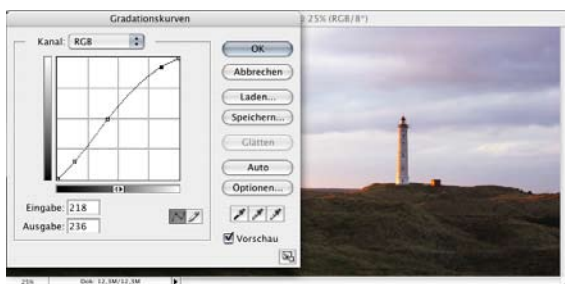 Gradationskurven
25% (RGB/8*)
Kanal: RGB
OK
Abbrechen
Laden...
Speichern...
Glätten
Auto
Optionen...
Eingabe: 218
Ausgabe: 236
Vorschau
25% Dok: 12,5M/12,5M